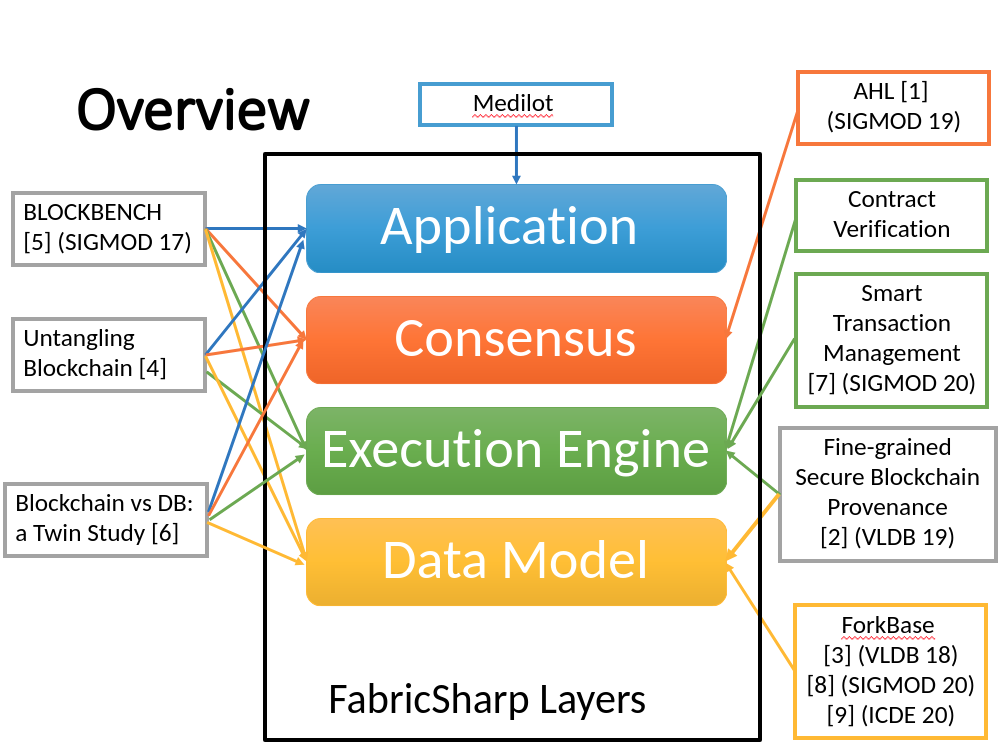 Overview
Medilot
BLOCKBENCH
[5] (SIGMOD 17)
Untangling
Blockchain [4]
Blockchain vs DB:
a Twin Study [6]
Application
Consensus
Execution Engine
Data Model
FabricSharp Layers
AHL [1]
(SIGMOD 19)
Contract
Verification
Smart
Transaction
Management
[7] (SIGMOD 20)
Fine-grained
Secure Blockchain
Provenance
[2] (VLDB 19)
ForkBase
[3] (VLDB 18)
[8] (SIGMOD 20)
[9] (ICDE 20)